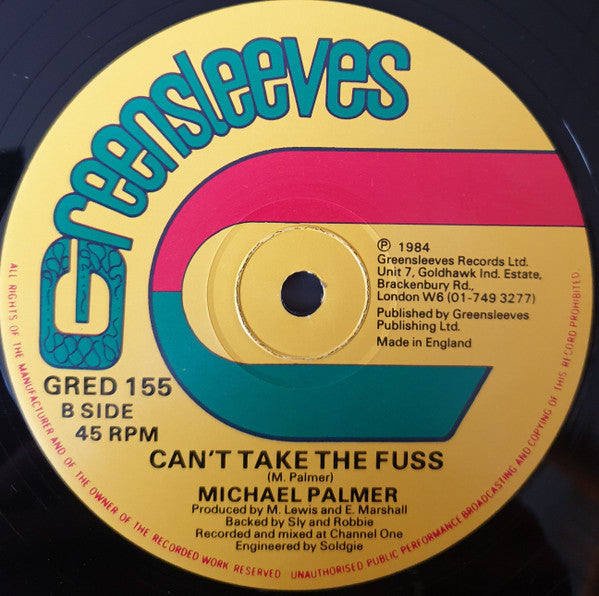 Greensleeves
℗ 1984
Greensleeves Records Ltd.
Unit 7, Goldhawk Ind. Estate,
Brackenbury Rd.,
London W6 (01-749 3277)
Published by Greensleeves
Publishing Ltd.
Made in England
GRED 155
B SIDE
45 RPM
CAN'T TAKE THE FUSS
(M. Palmer)
MICHAEL PALMER
Produced by M. Lewis and E. Marshall
Backed by Sly and Robbie
Recorded and mixed at Channel One
Engineered by Soldgie
ALL RIGHTS OF THE MANUFACTURER AND OF THE OWNER OF THE RECORDED WORK RESERVED UNAUTHORISED PUBLIC PERFORMANCE BROADCASTING AND COPYING OF THIS RECORD PROHIBITED